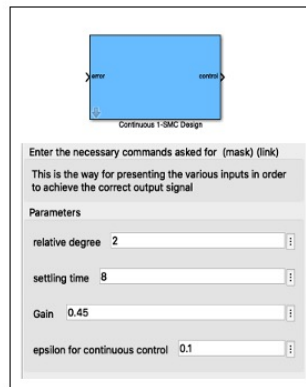 error
control
Continuous 1-SMC Design
Enter the necessary commands asked for (mask) (link)
This is the way for presenting the various inputs in order
to achieve the correct output signal
Parameters
relative degree 2
settling time 8
Gain 0.45
epsilon for continuous control 0.1